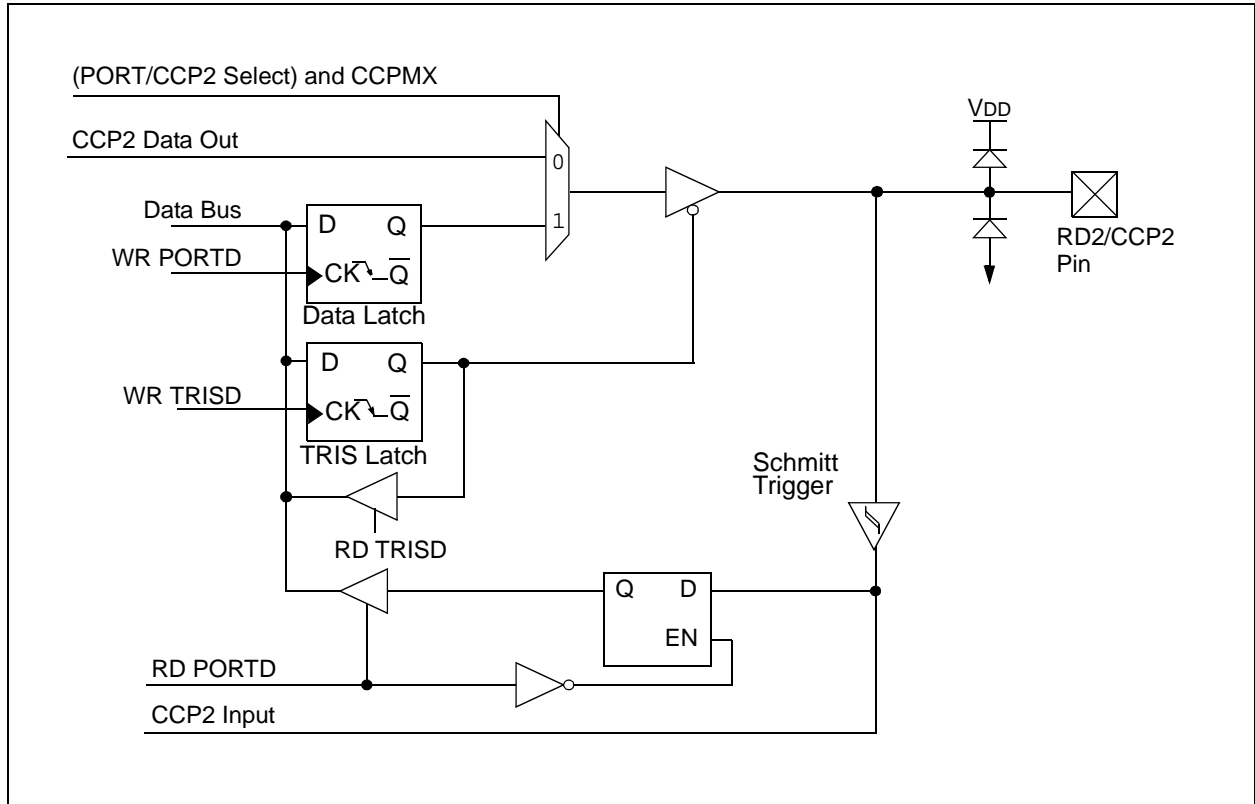 (PORT/CCP2 Select) and CCPMX
VDD
CCP2 Data Out
0
Data Bus
D Q
1
RD2/CCP2
Pin
WR PORTD
CK Q̅
Data Latch
D Q
WR TRISD
CK Q̅
TRIS Latch
Schmitt
Trigger
RD TRISD
Q D
EN
RD PORTD
CCP2 Input